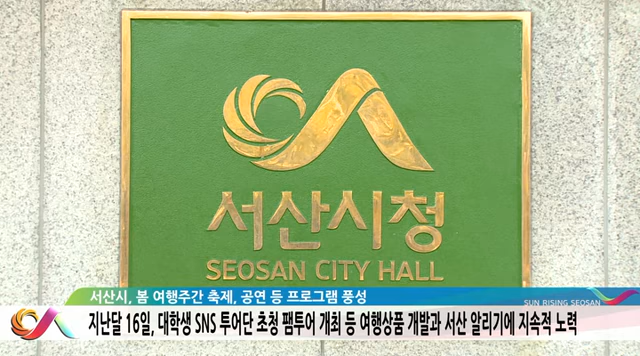 서산시청
SEOSAN CITY HALL
서산시, 봄 여행주간 축제, 공연 등 프로그램 풍성
SUN RISING SEOSAN
지난달 16일, 대학생 SNS 투어단 초청 팸투어 개최 등 여행상품 개발과 서산 알리기에 지속적 노력